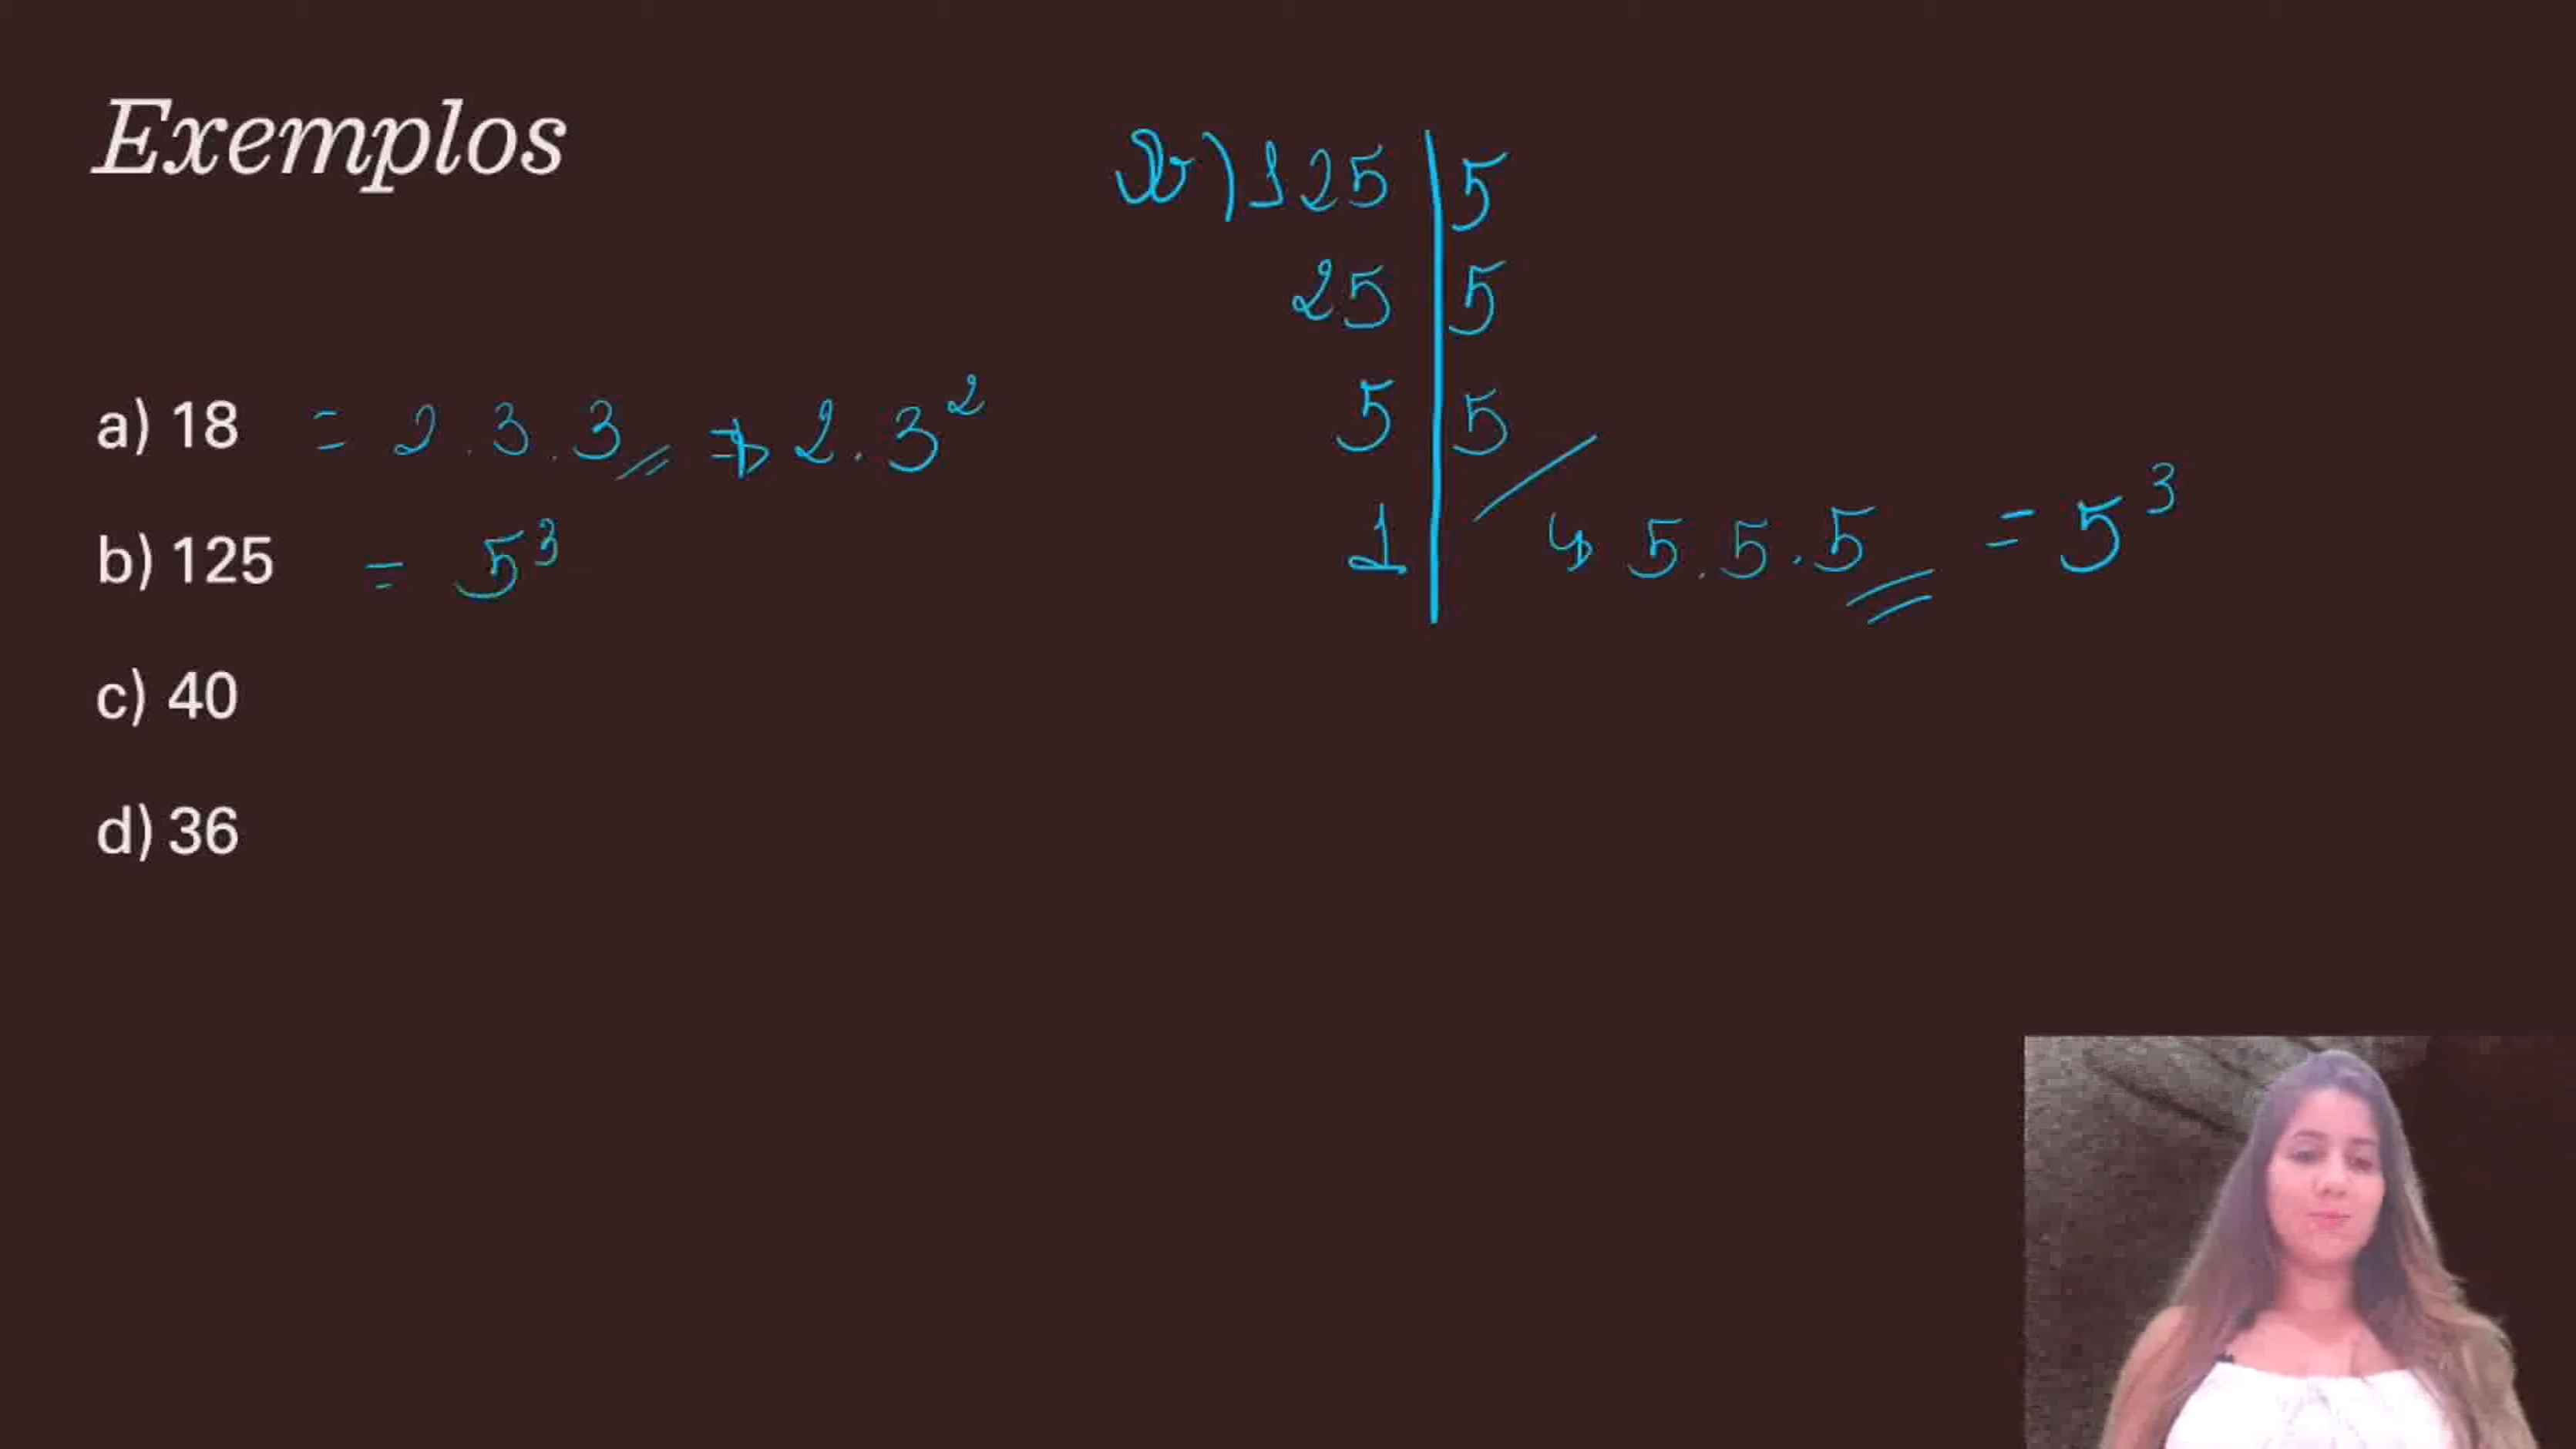 Exemplos
a) 18 = 2 . 3 . 3 ⇒ 2 . 3²
b) 125 = 5³
c) 40
d) 36
b) 125 | 5
25 | 5
5 | 5
1 | ↳ 5 . 5 . 5 = 5³